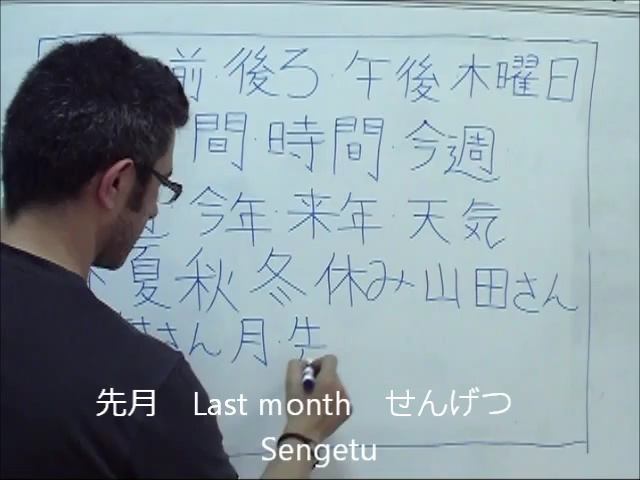 前・後ろ・午後 木曜日
間・時間・今週
今年・来年・天気
夏 秋 冬 休み 山田さん
さん 月・先
先月 Last month せんげつ
Sengetu